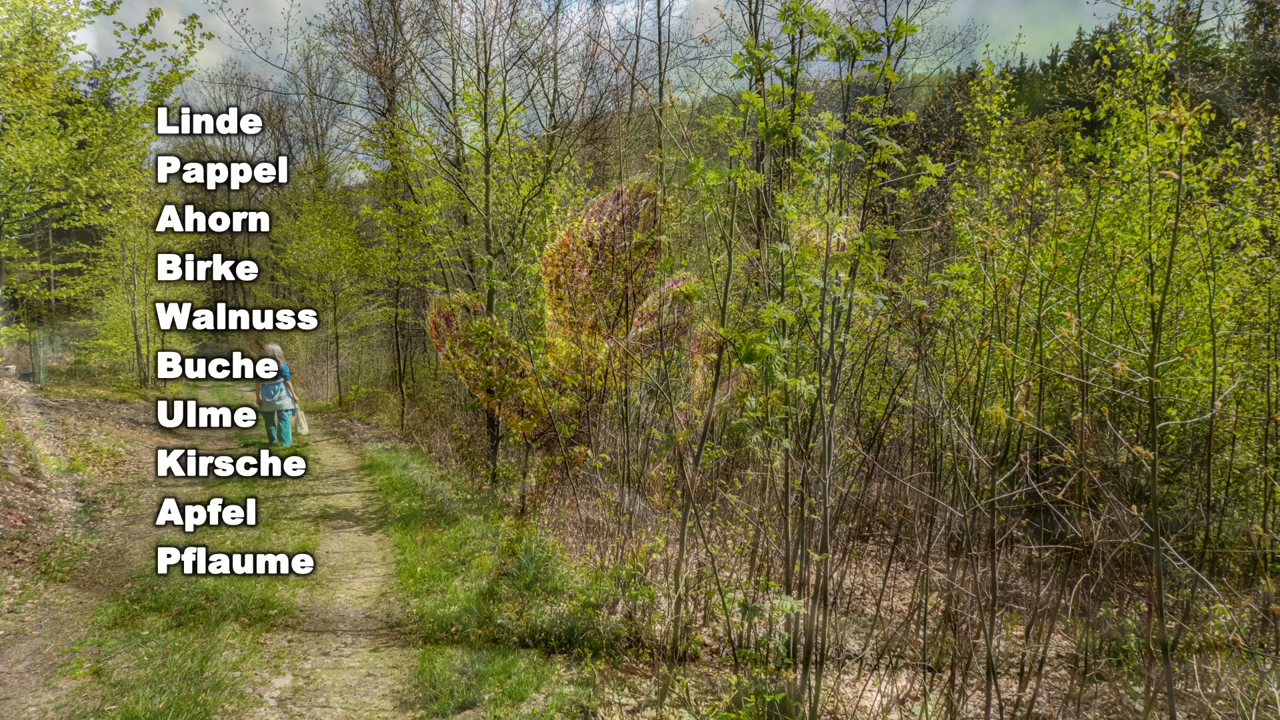 Linde
Pappel
Ahorn
Birke
Walnuss
Buche
Ulme
Kirsche
Apfel
Pflaume